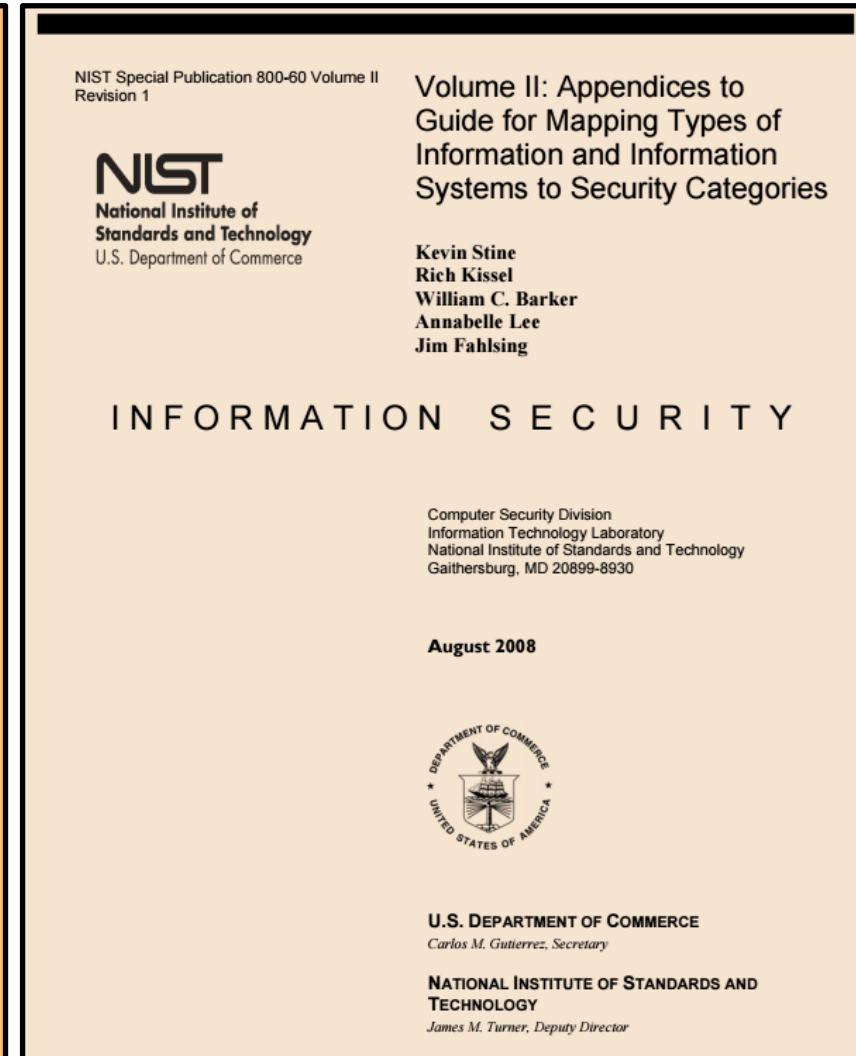 NIST Special Publication 800-60 Volume II
Revision 1
NIST
National Institute of
Standards and Technology
U.S. Department of Commerce
Volume II: Appendices to
Guide for Mapping Types of
Information and Information
Systems to Security Categories
Kevin Stine
Rich Kissel
William C. Barker
Annabelle Lee
Jim Fahlsing
INFORMATION SECURITY
Computer Security Division
Information Technology Laboratory
National Institute of Standards and Technology
Gaithersburg, MD 20899-8930
August 2008
DEPARTMENT OF COMMERCE
UNITED STATES OF AMERICA
U.S. DEPARTMENT OF COMMERCE
Carlos M. Gutierrez, Secretary
NATIONAL INSTITUTE OF STANDARDS AND
TECHNOLOGY
James M. Turner, Deputy Director